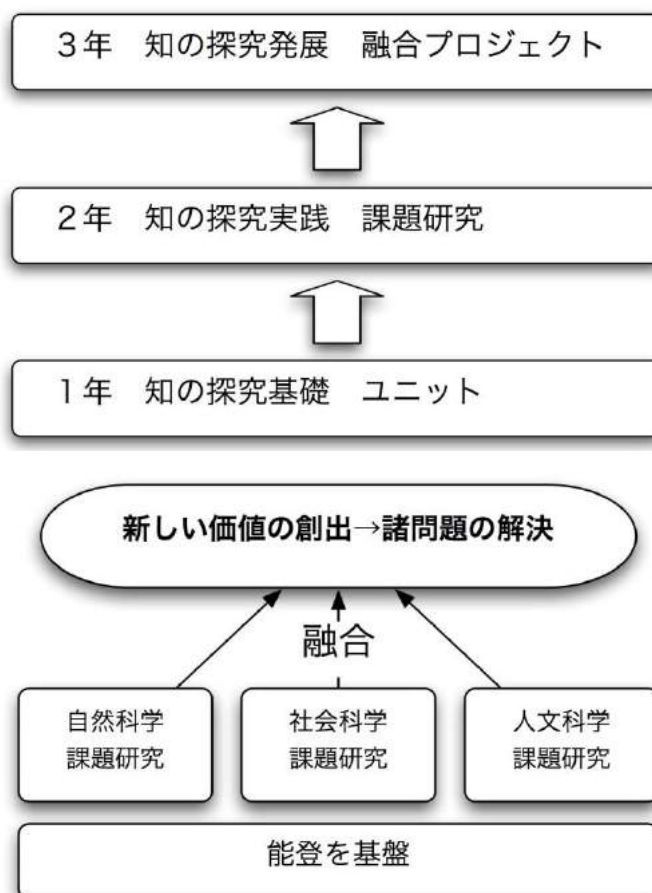 3年　知の探究発展　融合プロジェクト
2年　知の探究実践　課題研究
1年　知の探究基礎　ユニット
新しい価値の創出→諸問題の解決
融合
自然科学
課題研究
社会科学
課題研究
人文科学
課題研究
能登を基盤